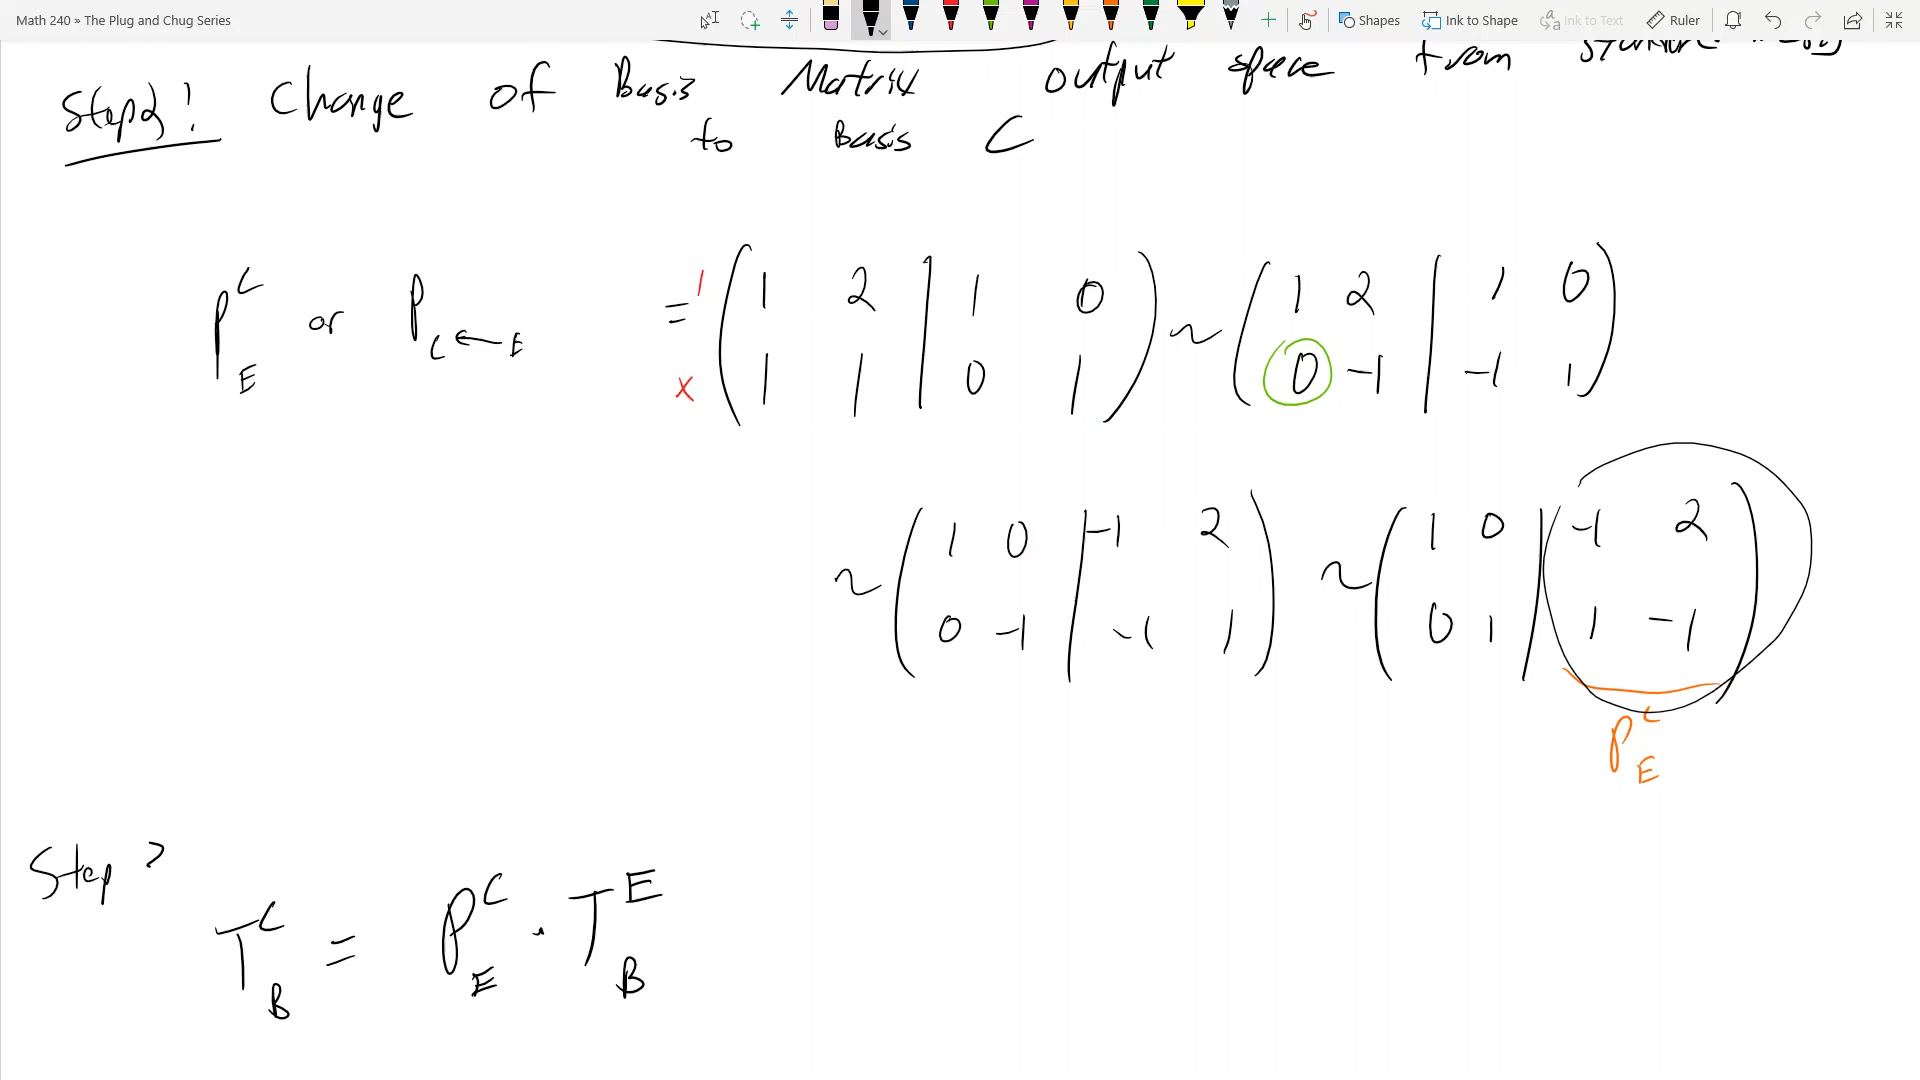 Math 240 » The Plug and Chug Series
Shapes Ink to Shape Ink to Text Ruler
Step 2! Change of Basis Matrix output space from
to Basis C
P^C_E or P_{C←E} = ( 1 2 | 1 0 ) ~ ( 1 2 | 1 0 )
1
x ( 1 1 | 0 1 ) ( 0 -1 | -1 1 )
~ ( 1 0 | -1 2 ) ~ ( 1 0 | -1 2 )
( 0 -1 | -1 1 ) ( 0 1 | 1 -1 )
P^C_E
Step
T^C_B = P^C_E · T^E_B